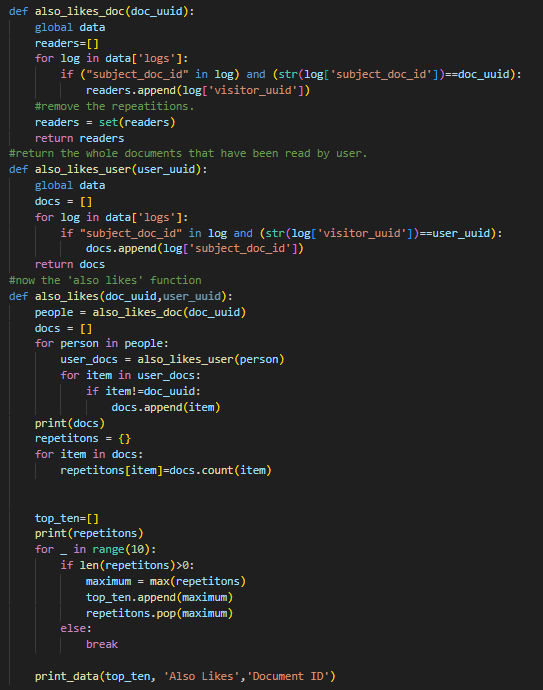 def also_likes_doc(doc_uuid):
    global data
    readers=[]
    for log in data['logs']:
        if ("subject_doc_id" in log) and (str(log['subject_doc_id'])==doc_uuid):
            readers.append(log['visitor_uuid'])
    #remove the repeatitions.
    readers = set(readers)
    return readers
#return the whole documents that have been read by user.
def also_likes_user(user_uuid):
    global data
    docs = []
    for log in data['logs']:
        if "subject_doc_id" in log and (str(log['visitor_uuid'])==user_uuid):
            docs.append(log['subject_doc_id'])
    return docs
#now the 'also likes' function
def also_likes(doc_uuid,user_uuid):
    people = also_likes_doc(doc_uuid)
    docs = []
    for person in people:
        user_docs = also_likes_user(person)
        for item in user_docs:
            if item!=doc_uuid:
                docs.append(item)
    print(docs)
    repetitons = {}
    for item in docs:
        repetitons[item]=docs.count(item)
    top_ten=[]
    print(repetitons)
    for _ in range(10):
        if len(repetitons)>0:
            maximum = max(repetitons)
            top_ten.append(maximum)
            repetitons.pop(maximum)
        else:
            break
    print_data(top_ten, 'Also Likes','Document ID')